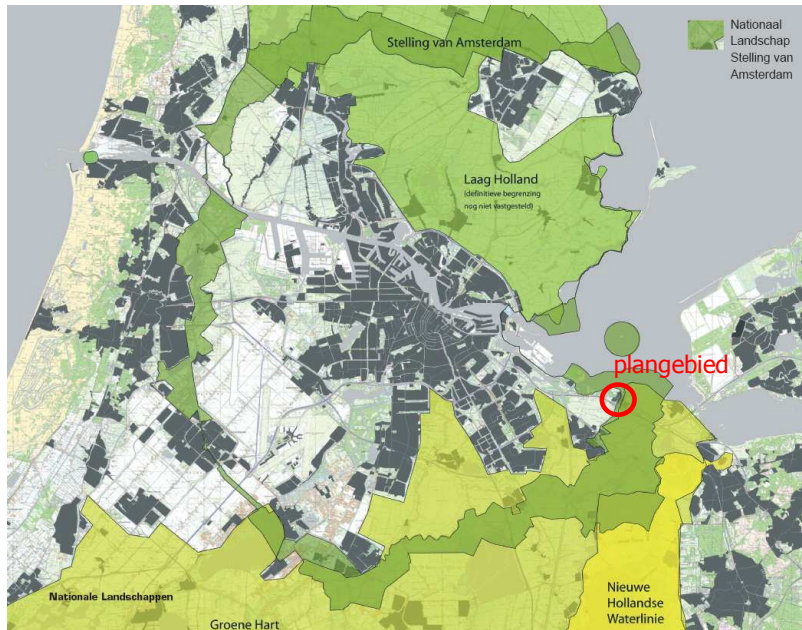 Nationaal
Landschap
Stelling van
Amsterdam
Stelling van Amsterdam
Laag Holland
(definitieve begrenzing
nog niet vastgesteld)
plangebied
Nationale Landschappen
Groene Hart
Nieuwe
Hollandse
Waterlinie